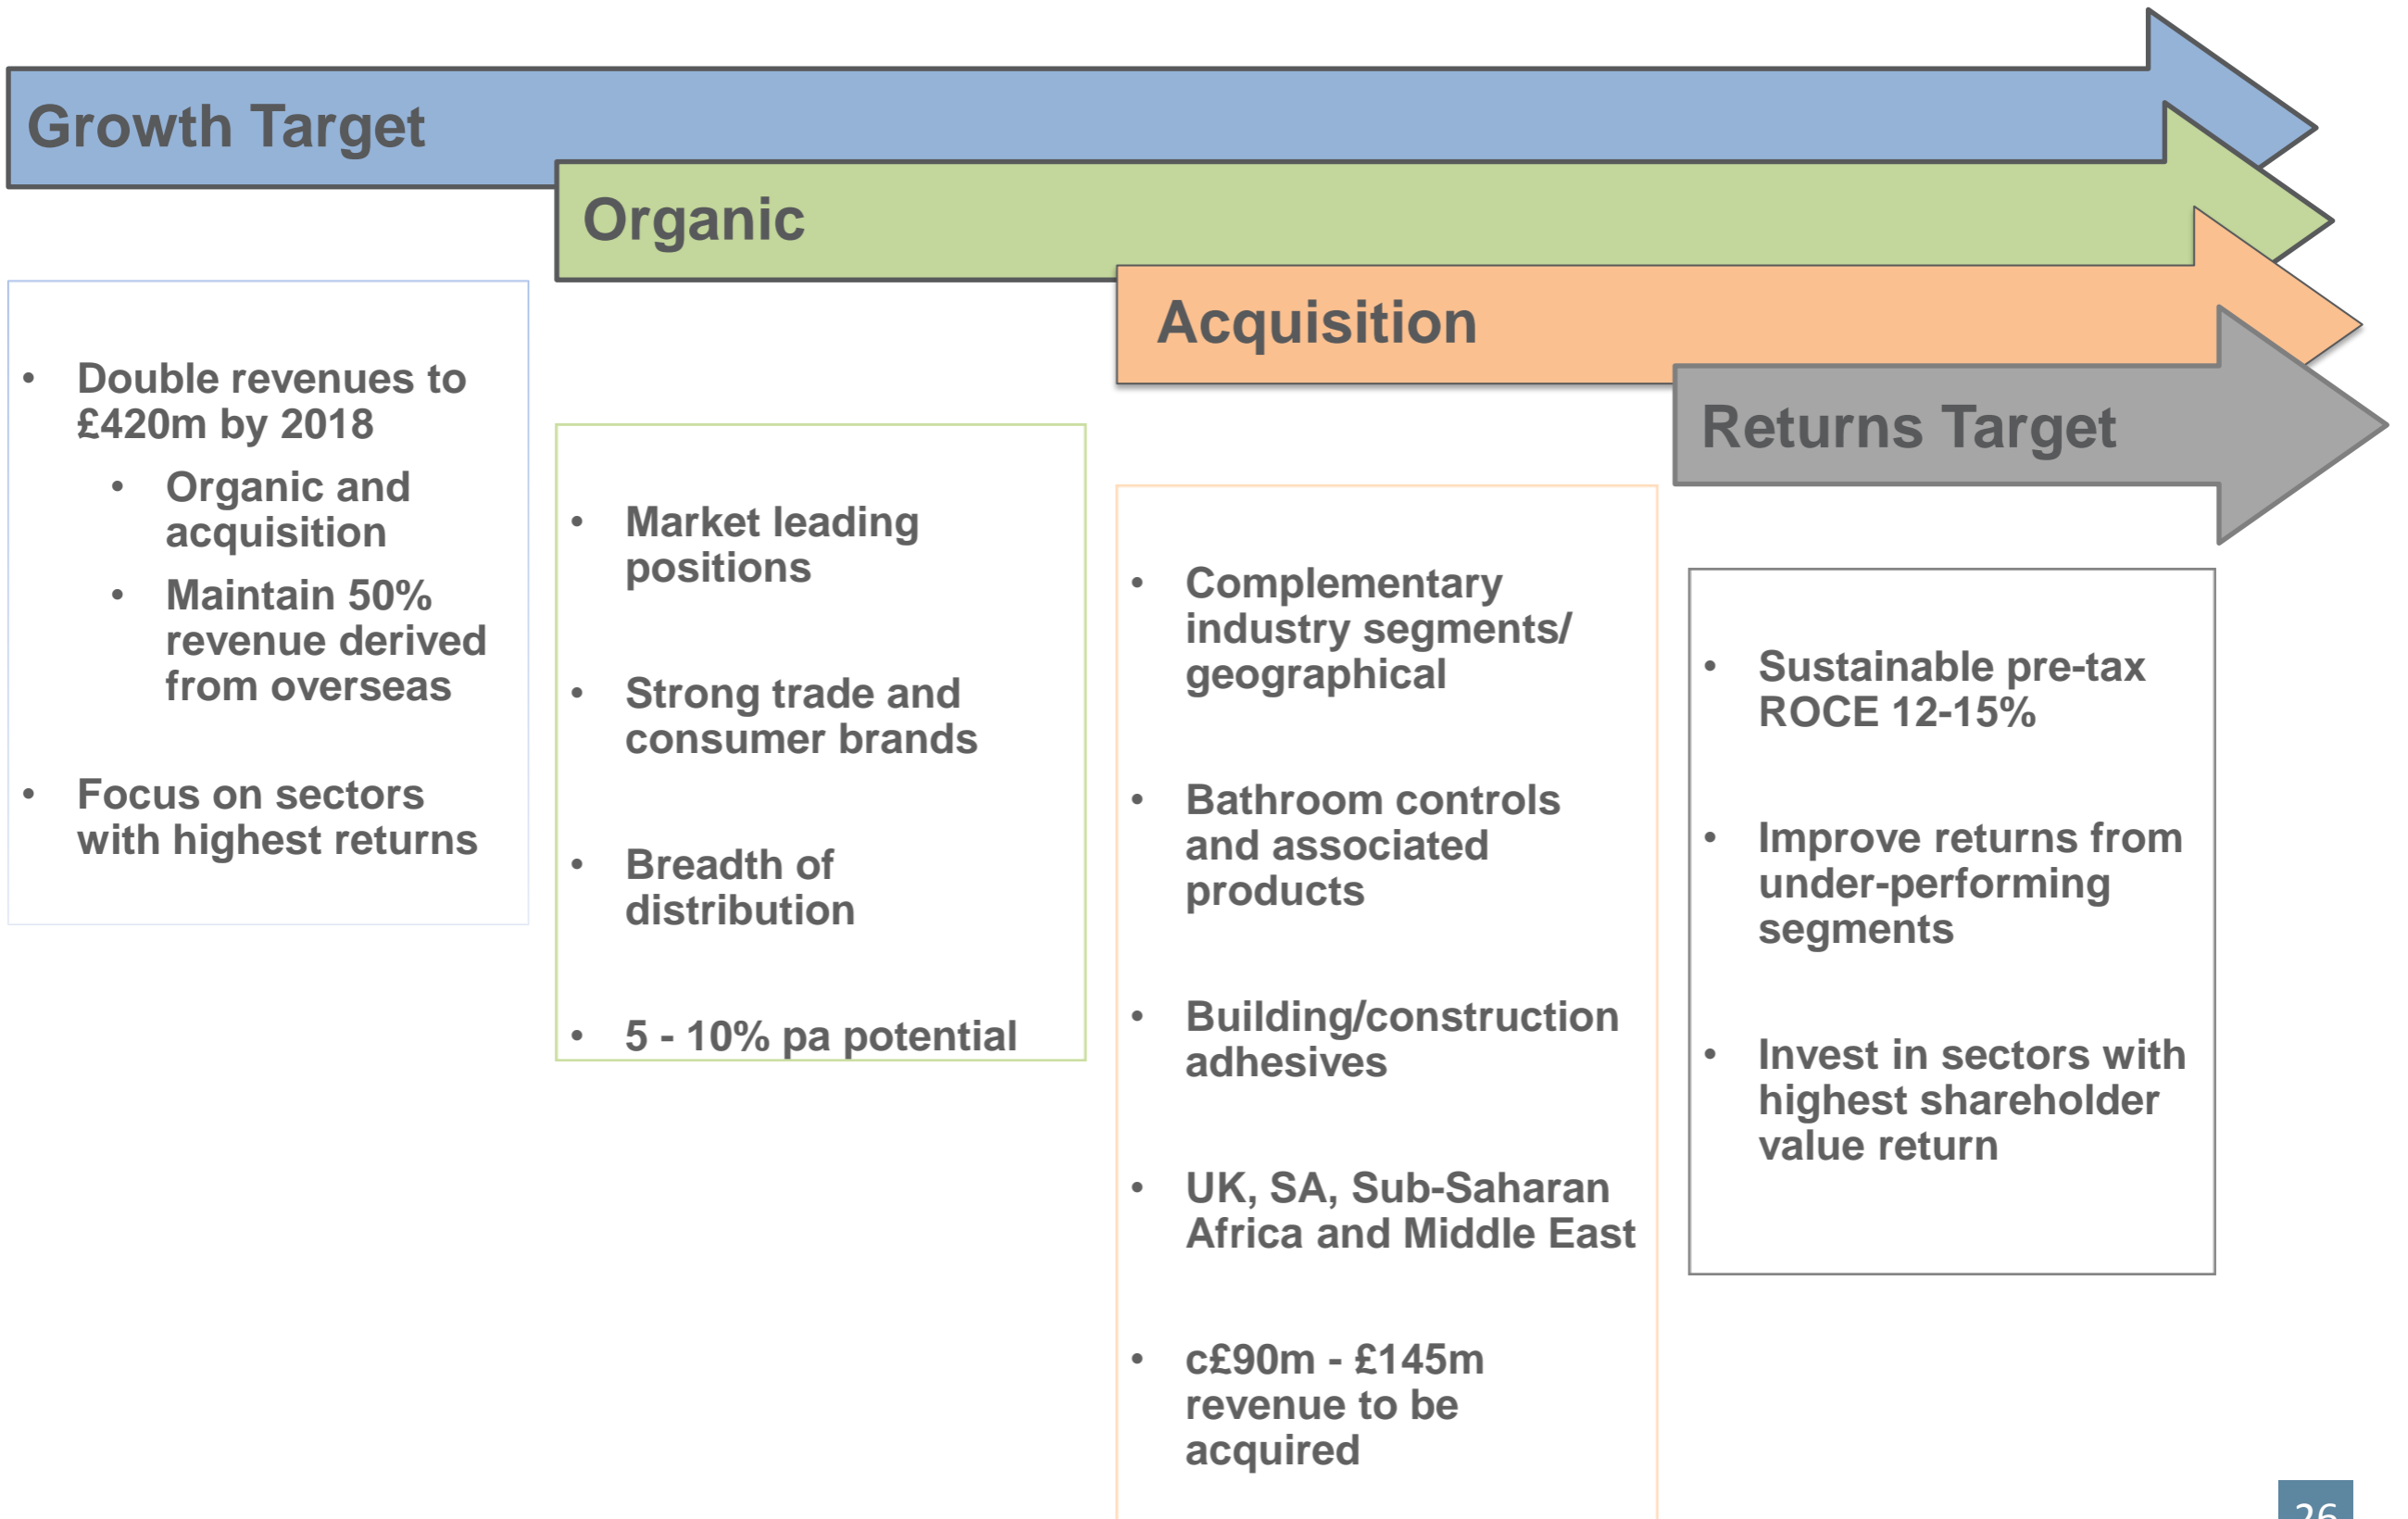 Growth Target
Organic
Acquisition
Returns Target
• Double revenues to
£420m by 2018
• Organic and
acquisition
• Maintain 50%
revenue derived
from overseas
• Focus on sectors
with highest returns
• Market leading
positions
• Strong trade and
consumer brands
• Breadth of
distribution
• 5 - 10% pa potential
• Complementary
industry segments/
geographical
• Bathroom controls
and associated
products
• Building/construction
adhesives
• UK, SA, Sub-Saharan
Africa and Middle East
• c£90m - £145m
revenue to be
acquired
• Sustainable pre-tax
ROCE 12-15%
• Improve returns from
under-performing
segments
• Invest in sectors with
highest shareholder
value return
26